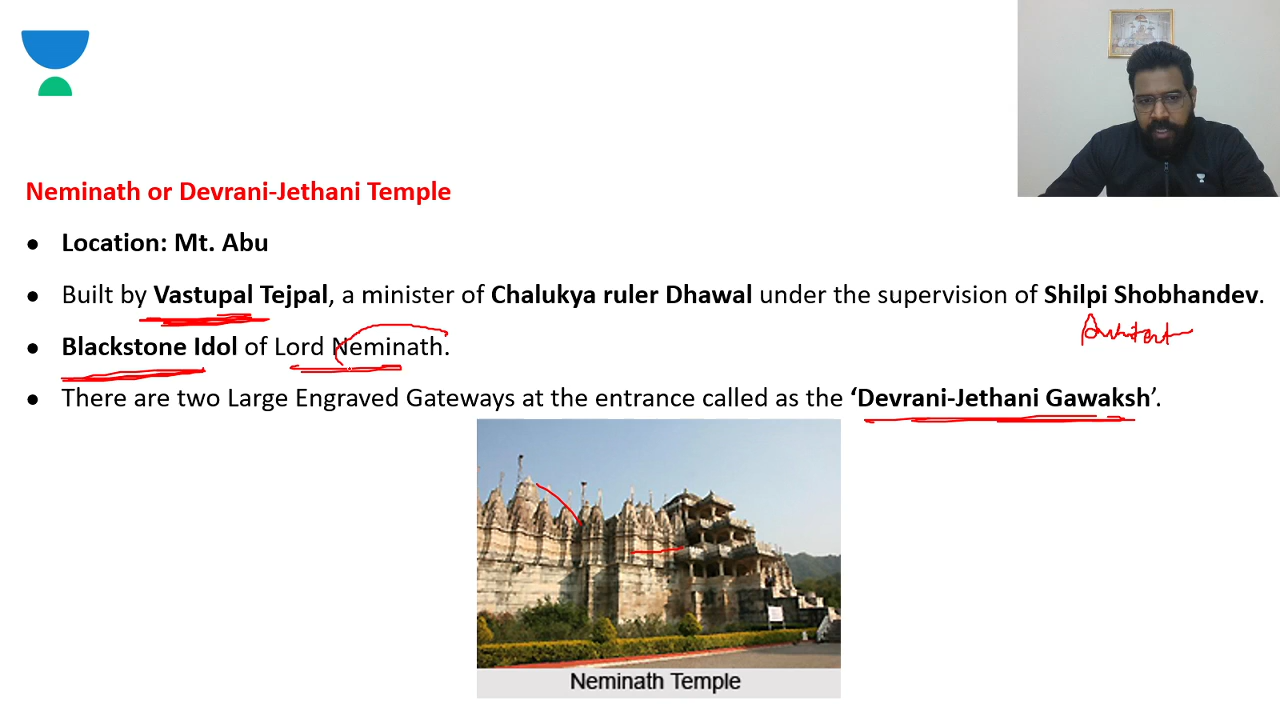 Neminath or Devrani-Jethani Temple
● Location: Mt. Abu
● Built by Vastupal Tejpal, a minister of Chalukya ruler Dhawal under the supervision of Shilpi Shobhandev.
● Blackstone Idol of Lord Neminath.
● There are two Large Engraved Gateways at the entrance called as the ‘Devrani-Jethani Gawaksh’.
Neminath Temple